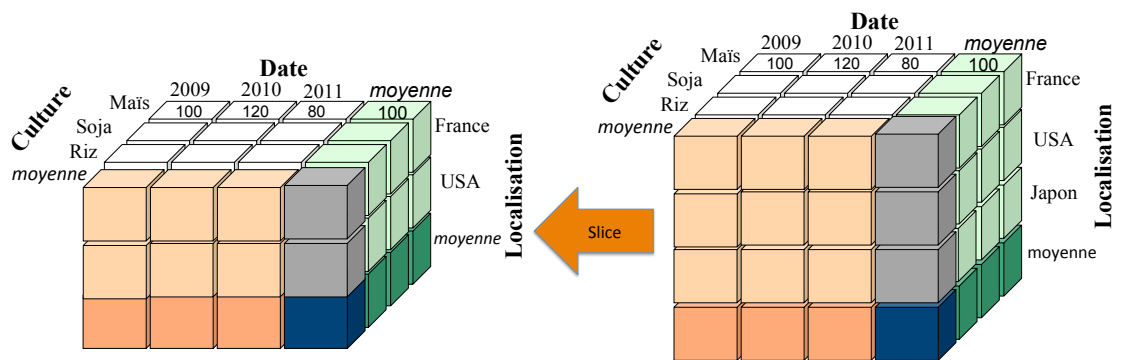 Date
2009 2010 2011 moyenne
Culture
Maïs 100 120 80 100 France
Soja
Riz USA
moyenne
moyenne
Localisation
Slice
Date
2009 2010 2011 moyenne
Culture
Maïs 100 120 80 100 France
Soja
Riz USA
moyenne
Japon
moyenne
Localisation